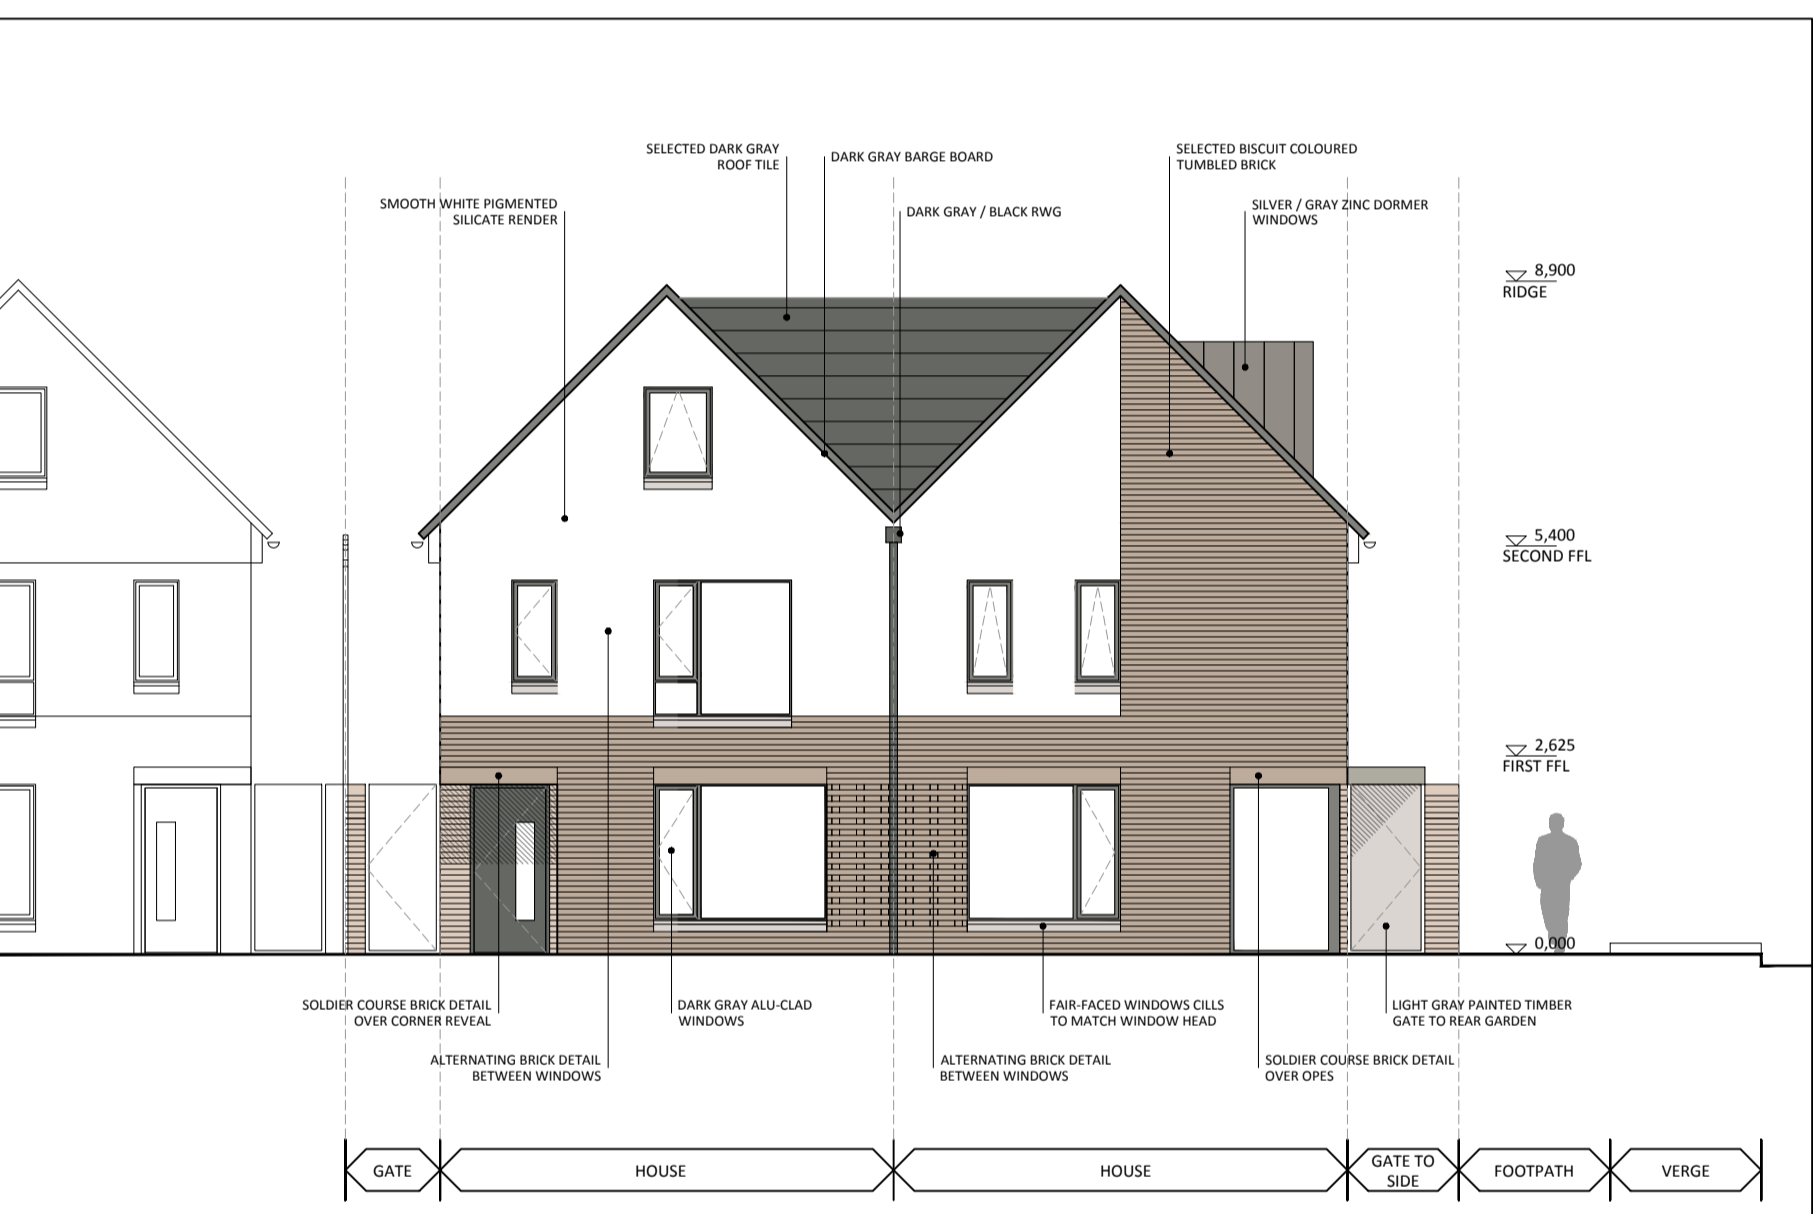 SELECTED DARK GRAY
ROOF TILE
DARK GRAY BARGE BOARD
SELECTED BISCUIT COLOURED
TUMBLED BRICK
SMOOTH WHITE PIGMENTED
SILICATE RENDER
DARK GRAY / BLACK RWG
SILVER / GRAY ZINC DORMER
WINDOWS
8,900
RIDGE
5,400
SECOND FFL
2,625
FIRST FFL
0,000
SOLDIER COURSE BRICK DETAIL
OVER CORNER REVEAL
DARK GRAY ALU-CLAD
WINDOWS
FAIR-FACED WINDOWS CILLS
TO MATCH WINDOW HEAD
LIGHT GRAY PAINTED TIMBER
GATE TO REAR GARDEN
ALTERNATING BRICK DETAIL
BETWEEN WINDOWS
ALTERNATING BRICK DETAIL
BETWEEN WINDOWS
SOLDIER COURSE BRICK DETAIL
OVER OPES
GATE
HOUSE
HOUSE
GATE TO
SIDE
FOOTPATH
VERGE